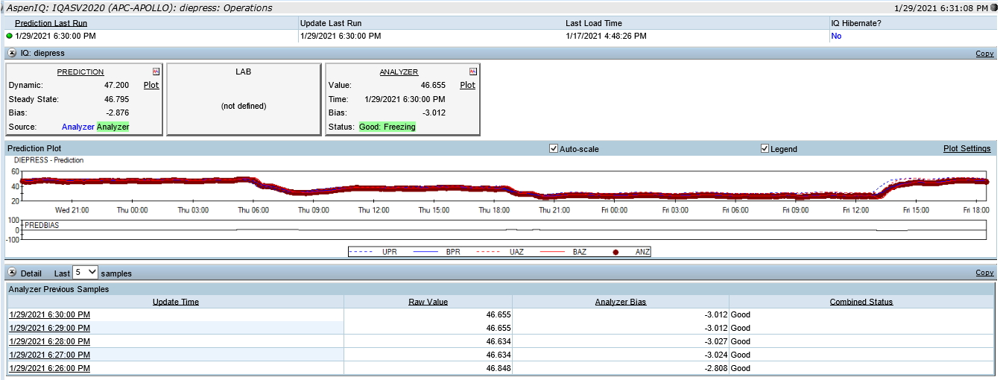 AspenIQ: IQASV2020 (APC-APOLLO): diepress: Operations 1/29/2021 6:31:08 PM
Prediction Last Run Update Last Run Last Load Time IQ Hibernate?
1/29/2021 6:30:00 PM 1/29/2021 6:30:00 PM 1/17/2021 4:48:26 PM No
IQ: diepress Copy
PREDICTION
Dynamic: 47.200 Plot
Steady State: 46.795
Bias: -2.876
Source: Analyzer Analyzer
LAB
(not defined)
ANALYZER
Value: 46.655 Plot
Time: 1/29/2021 6:30:00 PM
Bias: -3.012
Status: Good: Freezing
Prediction Plot Auto-scale Legend Plot Settings
DIEPRESS - Prediction
60
40
20
Wed 21:00 Thu 00:00 Thu 03:00 Thu 06:00 Thu 09:00 Thu 12:00 Thu 15:00 Thu 18:00 Thu 21:00 Fri 00:00 Fri 03:00 Fri 06:00 Fri 09:00 Fri 12:00 Fri 15:00 Fri 18:00
100 PREDBIAS
0
-100
UPR BPR UAZ BAZ ANZ
Detail Last 5 samples Copy
Analyzer Previous Samples
Update Time Raw Value Analyzer Bias Combined Status
1/29/2021 6:30:00 PM 46.655 -3.012 Good
1/29/2021 6:29:00 PM 46.655 -3.012 Good
1/29/2021 6:28:00 PM 46.634 -3.027 Good
1/29/2021 6:27:00 PM 46.634 -3.024 Good
1/29/2021 6:26:00 PM 46.848 -2.808 Good